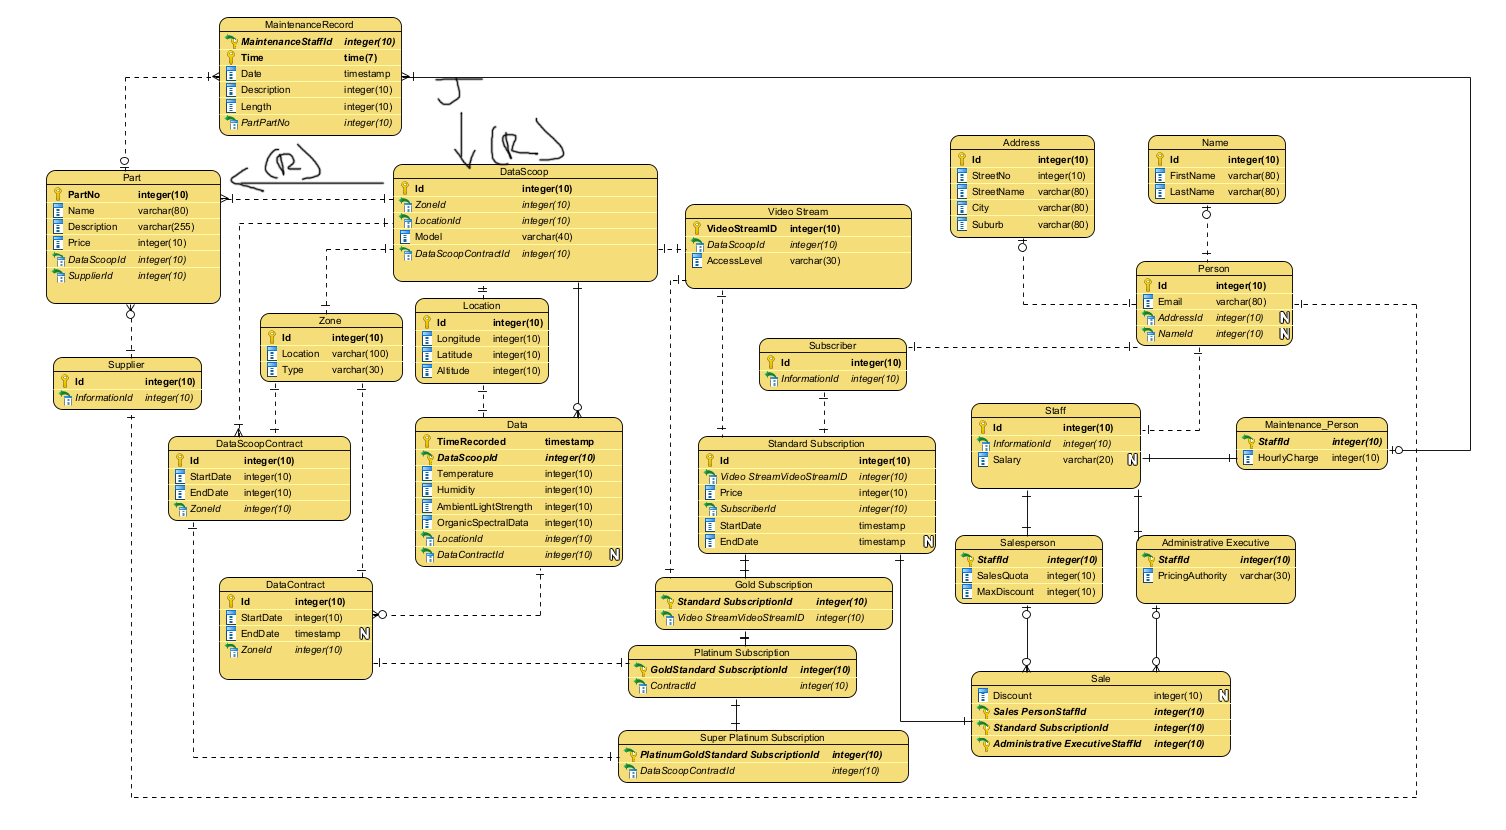 MaintenanceRecord
MaintenanceStaffId integer(10)
Time time(7)
Date timestamp
Description integer(10)
Length integer(10)
PartPartNo integer(10)
J
(R)
(R)
Part
PartNo integer(10)
Name varchar(80)
Description varchar(255)
Price integer(10)
DataScoopId integer(10)
SupplierId integer(10)
DataScoop
Id integer(10)
ZoneId integer(10)
LocationId integer(10)
Model varchar(40)
DataScoopContractId integer(10)
Video Stream
VideoStreamID integer(10)
DataScoopId integer(10)
AccessLevel varchar(30)
Address
Id integer(10)
StreetNo integer(10)
StreetName varchar(80)
City varchar(80)
Suburb varchar(80)
Name
Id integer(10)
FirstName varchar(80)
LastName varchar(80)
Person
Id integer(10)
Email varchar(80)
AddressId integer(10) N
NameId integer(10) N
Location
Id integer(10)
Longitude integer(10)
Latitude integer(10)
Altitude integer(10)
Zone
Id integer(10)
Location varchar(100)
Type varchar(30)
Supplier
Id integer(10)
InformationId integer(10)
Subscriber
Id integer(10)
InformationId integer(10)
DataScoopContract
Id integer(10)
StartDate integer(10)
EndDate integer(10)
ZoneId integer(10)
Data
TimeRecorded timestamp
DataScoopId integer(10)
Temperature integer(10)
Humidity integer(10)
AmbientLightStrength integer(10)
OrganicSpectralData integer(10)
LocationId integer(10)
DataContractId integer(10) N
Standard Subscription
Id integer(10)
Video StreamVideoStreamID integer(10)
Price integer(10)
SubscriberId integer(10)
StartDate timestamp
EndDate timestamp N
Staff
Id integer(10)
InformationId integer(10)
Salary varchar(20) N
Maintenance_Person
StaffId integer(10)
HourlyCharge integer(10)
Salesperson
StaffId integer(10)
SalesQuota integer(10)
MaxDiscount integer(10)
Administrative Executive
StaffId integer(10)
PricingAuthority varchar(30)
DataContract
Id integer(10)
StartDate integer(10)
EndDate timestamp N
ZoneId integer(10)
Gold Subscription
Standard SubscriptionId integer(10)
Video StreamVideoStreamID integer(10)
Platinum Subscription
GoldStandard SubscriptionId integer(10)
ContractId integer(10)
Super Platinum Subscription
PlatinumGoldStandard SubscriptionId integer(10)
DataScoopContractId integer(10)
Sale
Discount integer(10) N
Sales PersonStaffId integer(10)
Standard SubscriptionId integer(10)
Administrative ExecutiveStaffId integer(10)